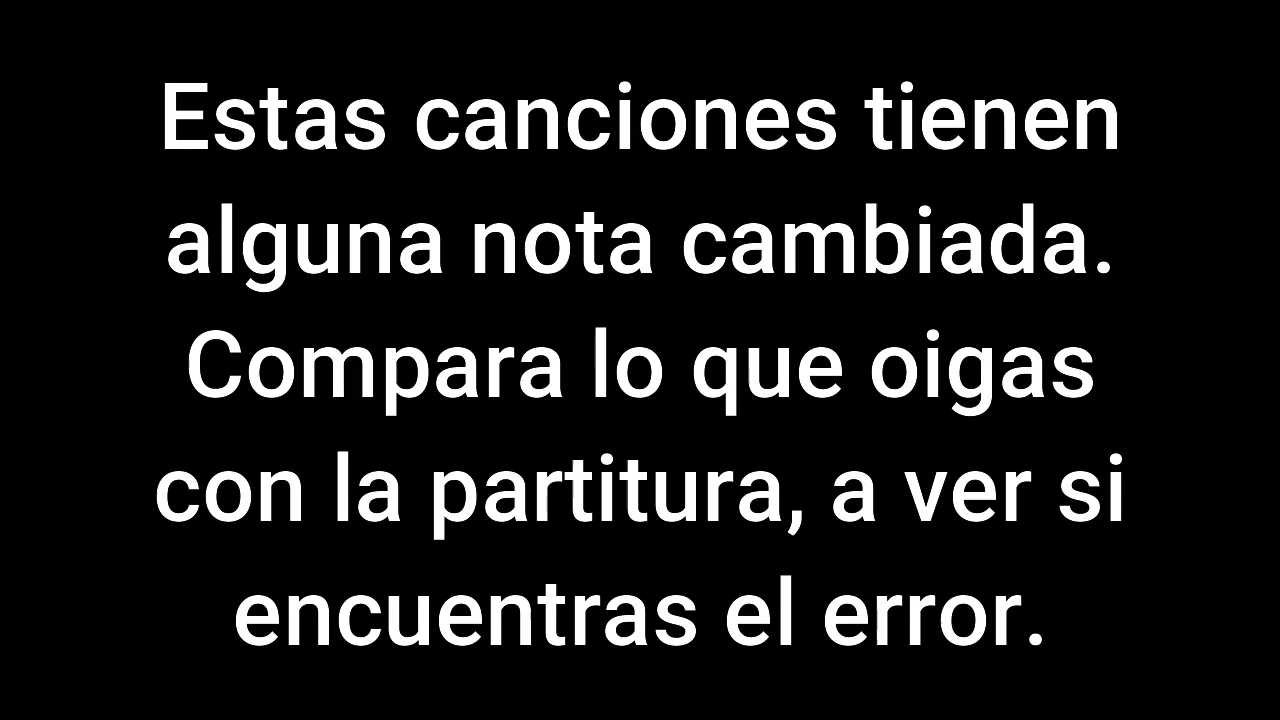 Estas canciones tienen
alguna nota cambiada.
Compara lo que oigas
con la partitura, a ver si
encuentras el error.